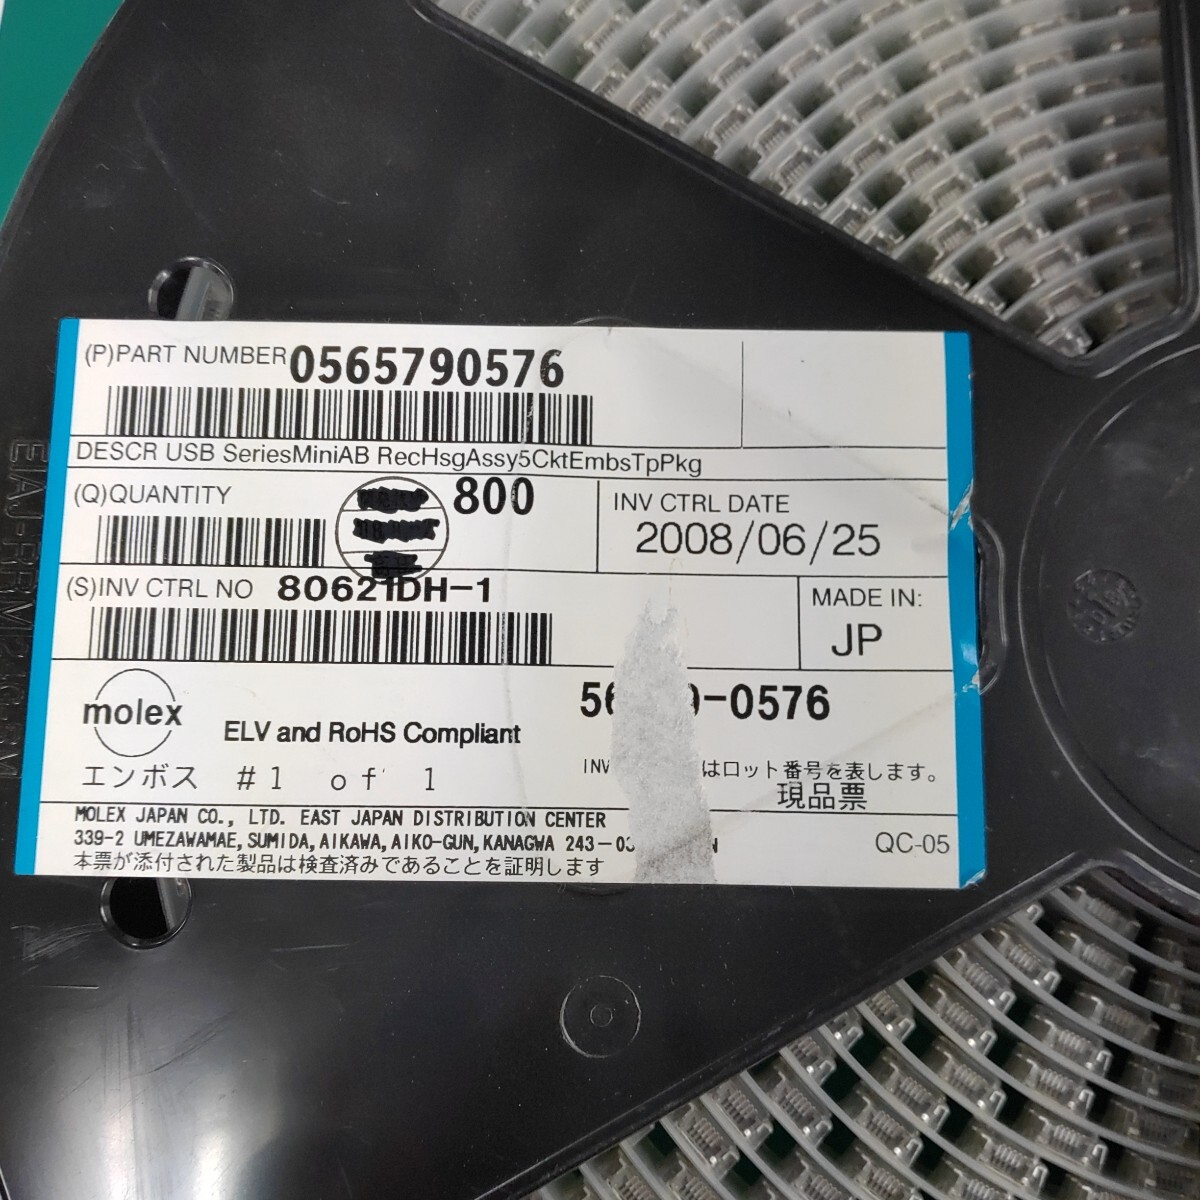 (P)PART NUMBER 0565790576
DESCR USB SeriesMiniAB RecHsgAssy5CktEmbsTpPkg
(Q)QUANTITY 800
INV CTRL DATE
2008/06/25
(S)INV CTRL NO 80621DH-1
MADE IN:
JP
molex
ELV and RoHS Compliant
-0576
エンボス #1 of 1
INV はロット番号を表します。
現品票
MOLEX JAPAN CO., LTD. EAST JAPAN DISTRIBUTION CENTER
339-2 UMEZAWAMAE,SUMIDA,AIKAWA,AIKO-GUN,KANAGWA 243-03
QC-05
本票が添付された製品は検査済みであることを証明します